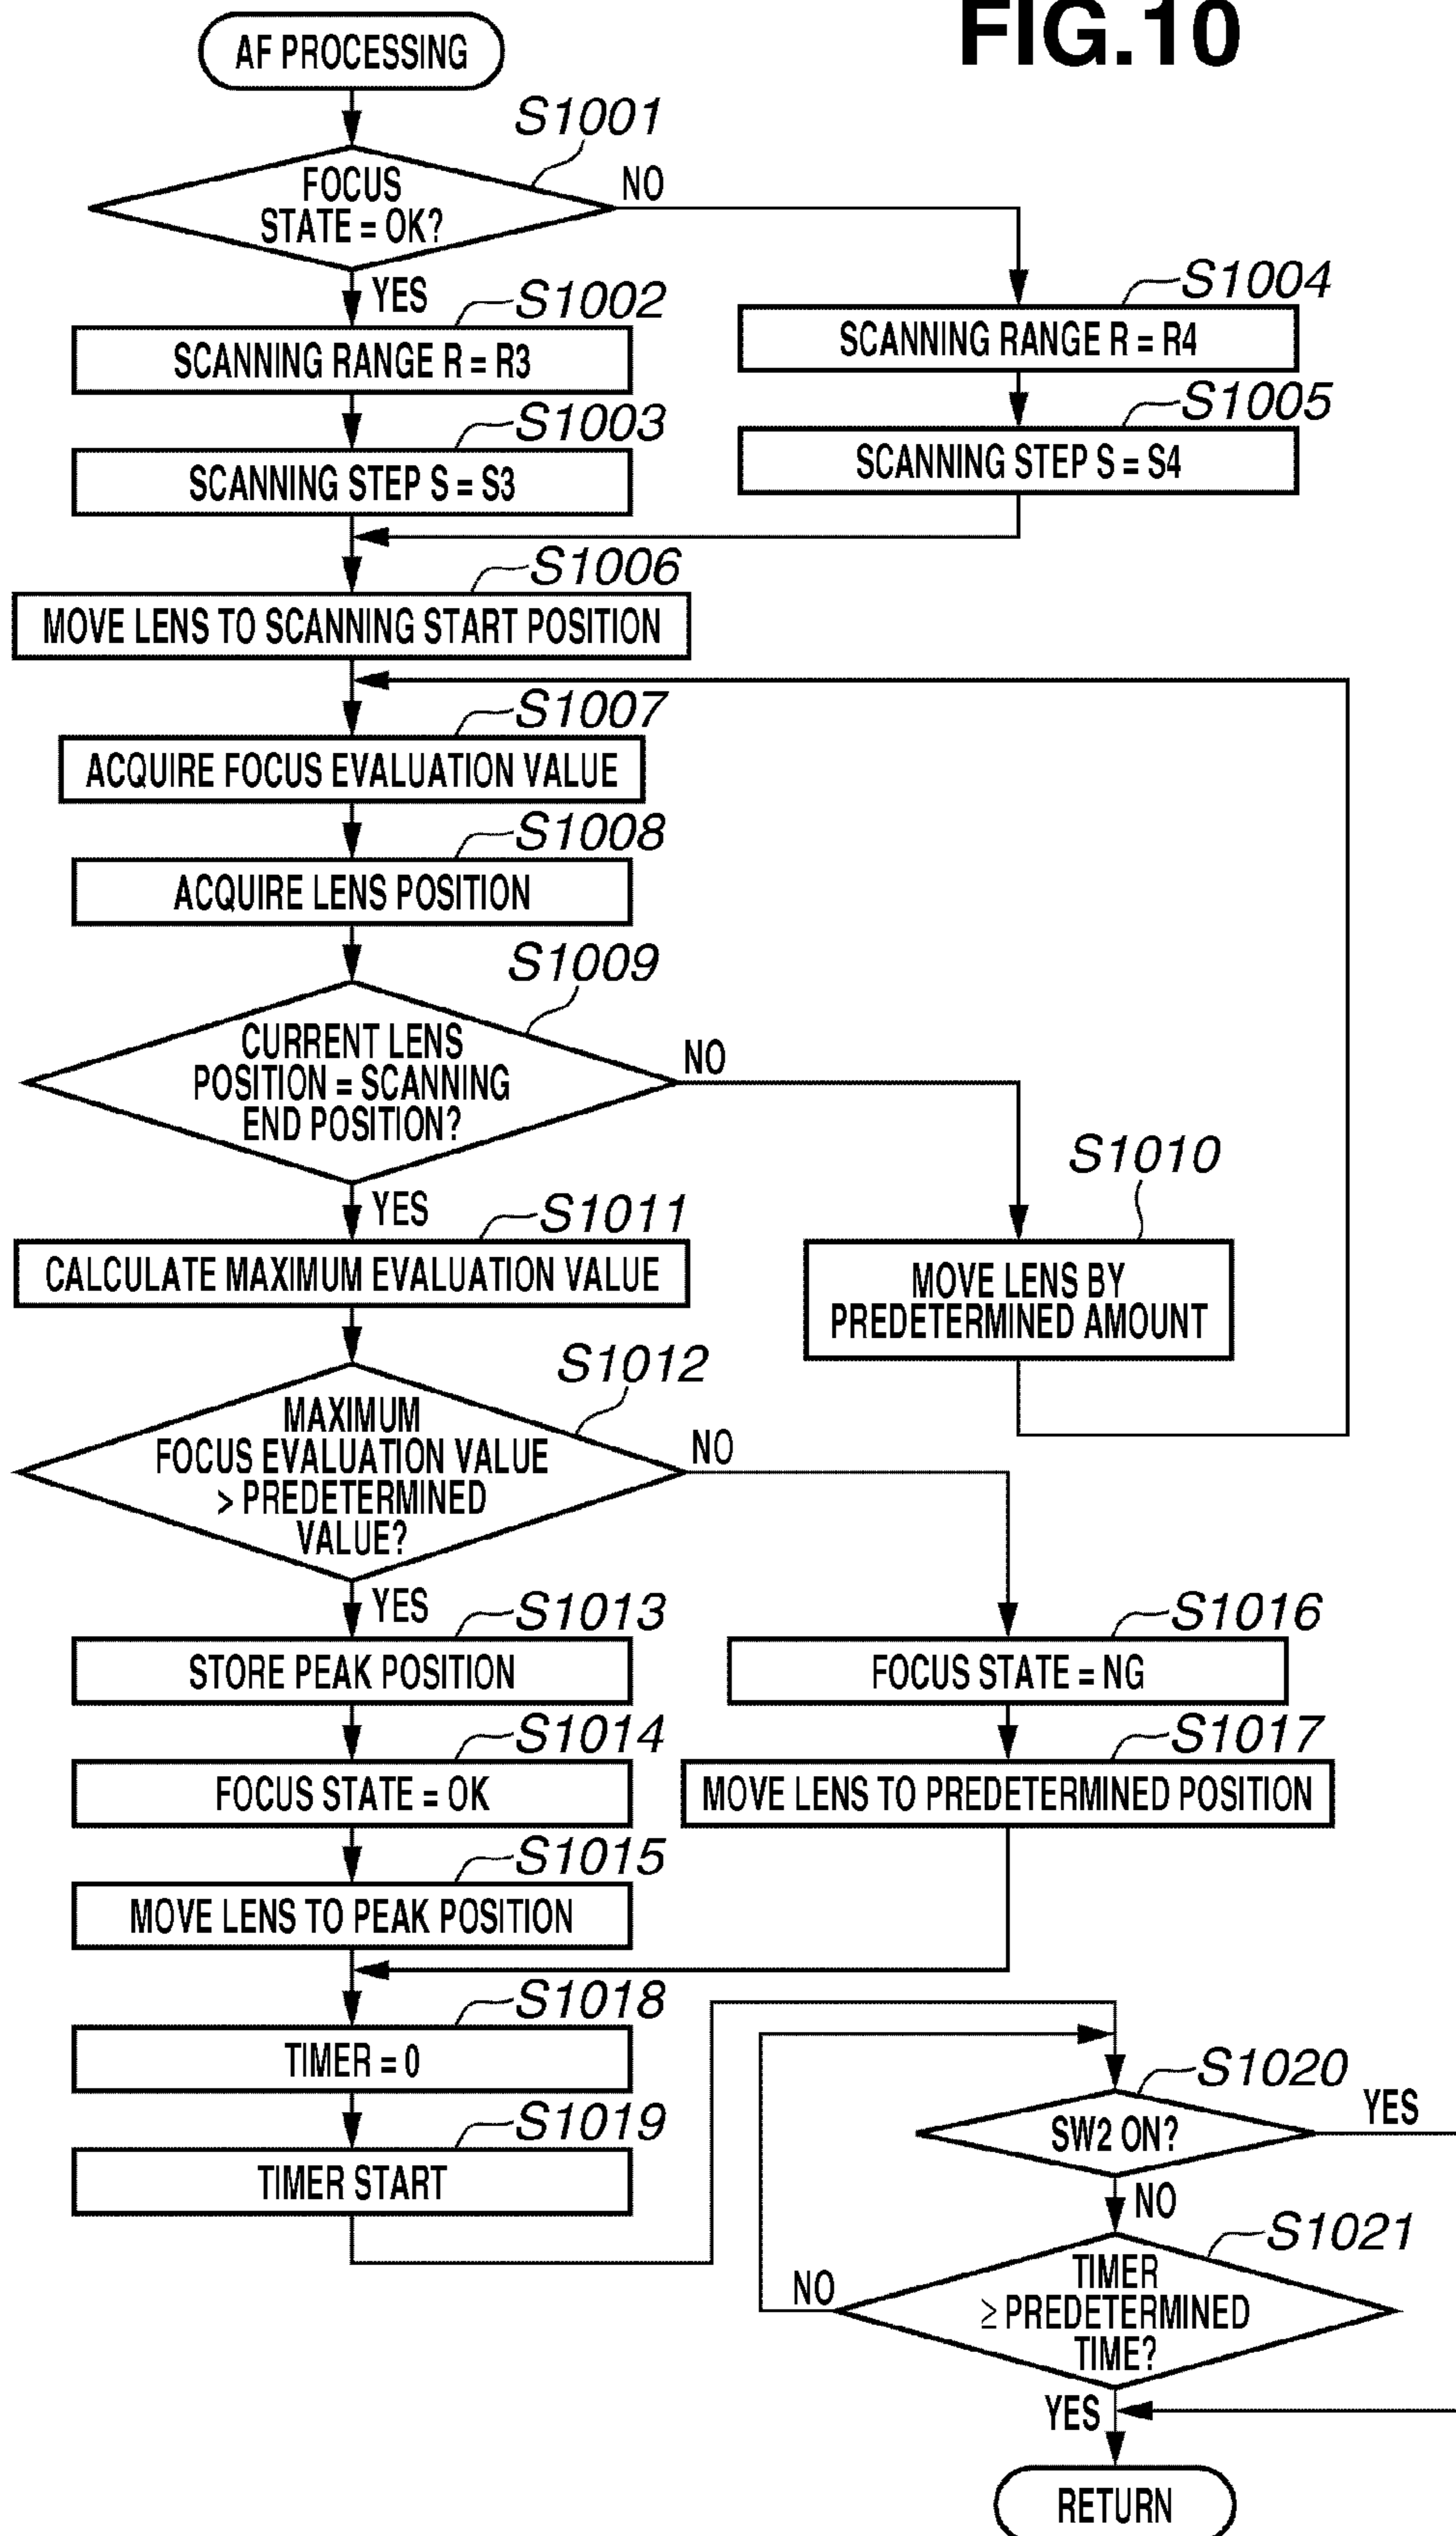 FIG.10
AF PROCESSING
S1001
FOCUS
STATE = OK?
NO
YES
S1002
SCANNING RANGE R = R3
S1003
SCANNING STEP S = S3
S1004
SCANNING RANGE R = R4
S1005
SCANNING STEP S = S4
S1006
MOVE LENS TO SCANNING START POSITION
S1007
ACQUIRE FOCUS EVALUATION VALUE
S1008
ACQUIRE LENS POSITION
S1009
CURRENT LENS
POSITION = SCANNING
END POSITION?
NO
S1010
MOVE LENS BY
PREDETERMINED AMOUNT
YES
S1011
CALCULATE MAXIMUM EVALUATION VALUE
S1012
MAXIMUM
FOCUS EVALUATION VALUE
> PREDETERMINED
VALUE?
NO
YES
S1013
STORE PEAK POSITION
S1014
FOCUS STATE = OK
S1015
MOVE LENS TO PEAK POSITION
S1016
FOCUS STATE = NG
S1017
MOVE LENS TO PREDETERMINED POSITION
S1018
TIMER = 0
S1019
TIMER START
S1020
SW2 ON?
YES
NO
S1021
TIMER
≥ PREDETERMINED
TIME?
NO
YES
RETURN